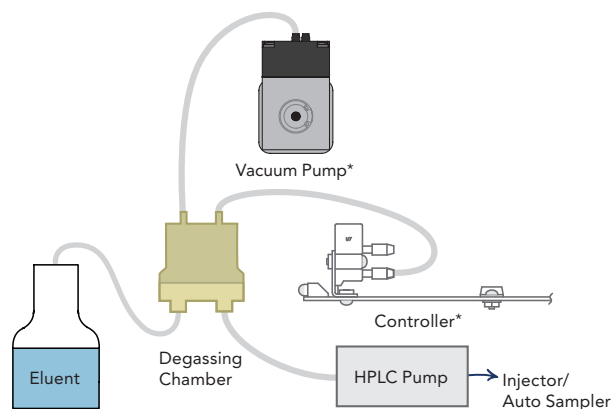 Vacuum Pump*
Controller*
Degassing
Chamber
Eluent
HPLC Pump
Injector/
Auto Sampler